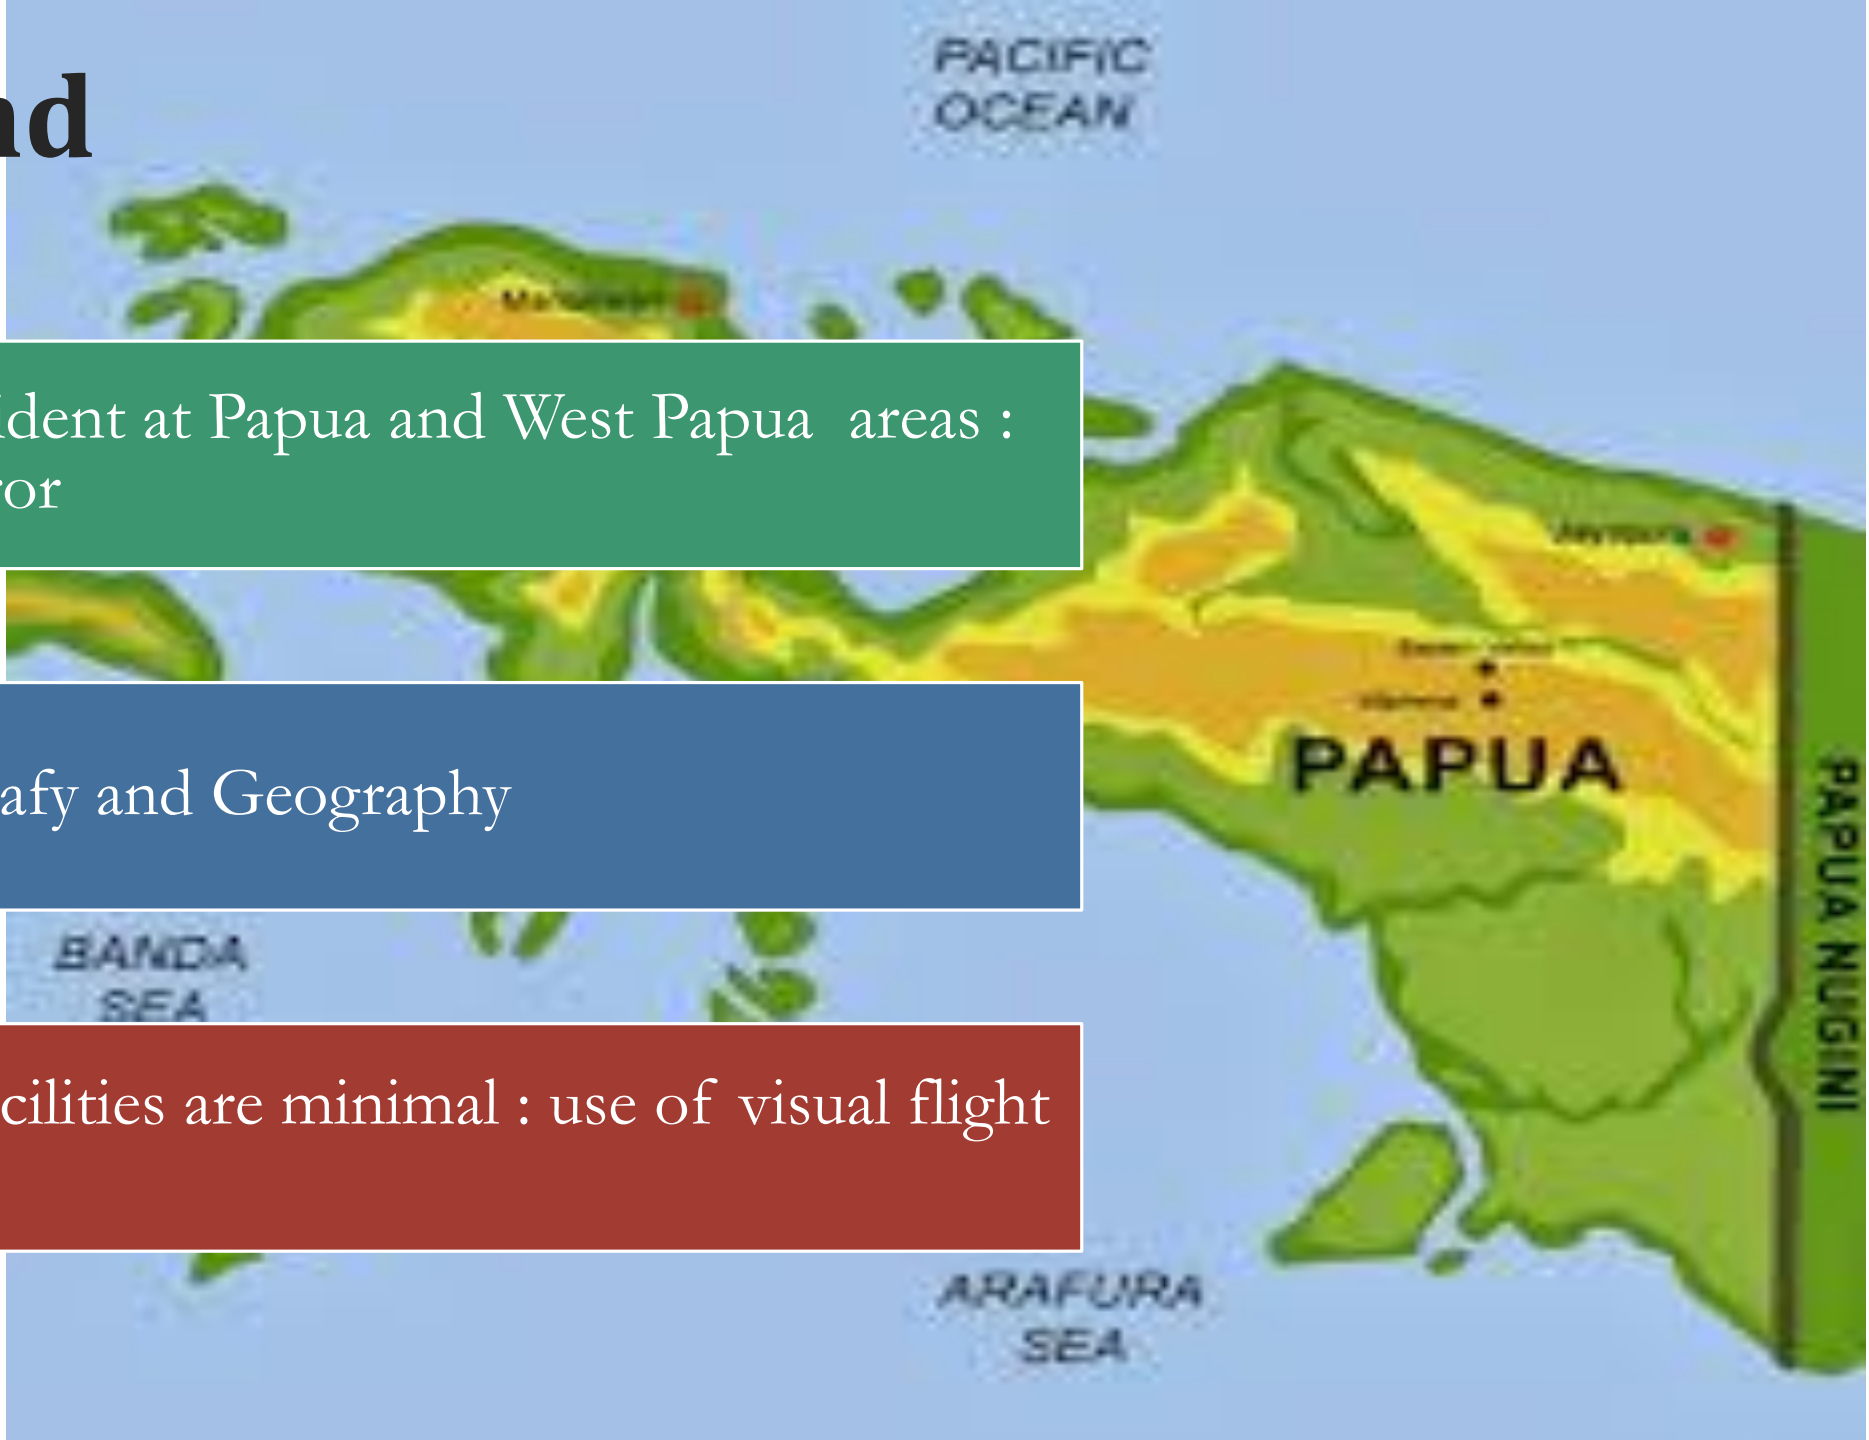 PACIFIC
OCEAN
nd
ident at Papua and West Papua areas :
ror
PAPUA
afy and Geography
PAPUA NUGINI
BANDA
SEA
cilities are minimal : use of visual flight
ARAFURA
SEA